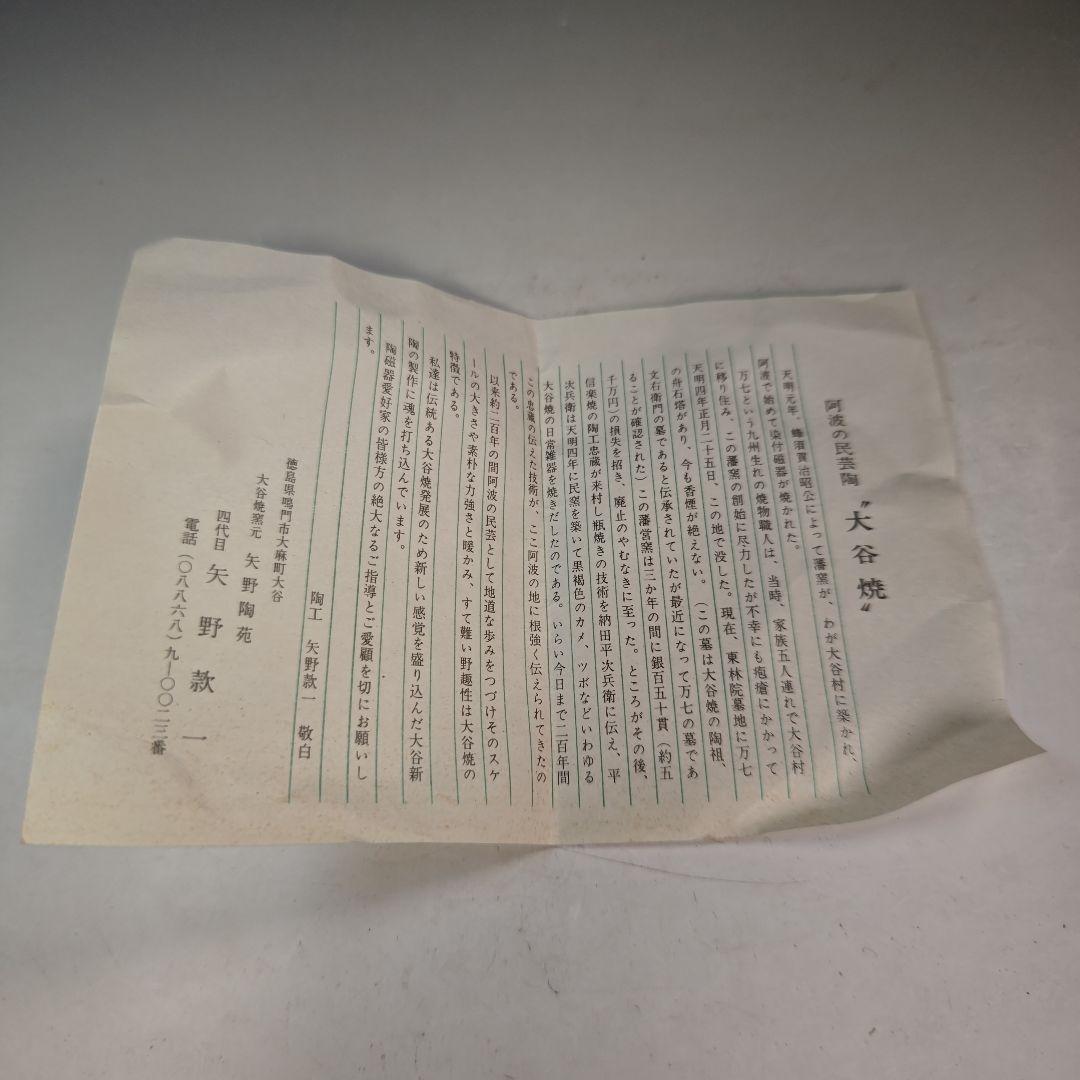 阿波の民芸陶〝大谷焼〟
天明元年、蜂須賀治昭公によって藩窯が、わが大谷村に築かれ、
阿波で始めて染付磁器が焼かれた。
万七という九州生れの焼物職人は、当時、家族五人連れで大谷村
に移り住み、この藩窯の創始に尽力したが不幸にも疱瘡にかかって
天明四年正月二十五日、この地で没した。現在、東林院墓地に万七
の舟石塔があり、今も香煙が絶えない。（この墓は大谷焼の陶祖、
文右衛門の墓であると伝承されていたが最近になって万七の墓であ
ることが確認された）この藩営窯は三か年の間に銀百五十貫（約五
千万円）の損失を招き、廃止のやむなきに至った。ところがその後、
信楽焼の陶工忠蔵が来村し瓶焼きの技術を納田平次兵衛に伝え、平
次兵衛は天明四年に民窯を築いて黒褐色のカメ、ツボなどいわゆる
大谷焼の日常雑器を焼きだしたのである。いらい今日まで二百年間
この忠蔵の伝えた技術が、ここ阿波の地に根強く伝えられてきたの
である。
以来約二百年の間阿波の民芸として地道な歩みをつづけそのスケ
ールの大きさや素朴な力強さと暖かみ、すて難い野趣性は大谷焼の
特徴である。
私達は伝統ある大谷焼発展のため新しい感覚を盛り込んだ大谷新
陶の製作に魂を打ち込んでいます。
陶磁器愛好家の皆様方の絶大なるご指導とご愛顧を切にお願いし
ます。
陶工 矢野款一 敬白
徳島県鳴門市大麻町大谷
大谷焼窯元 矢野陶苑
四代目 矢野款一
電話（〇八八六八）九ー〇〇二三番